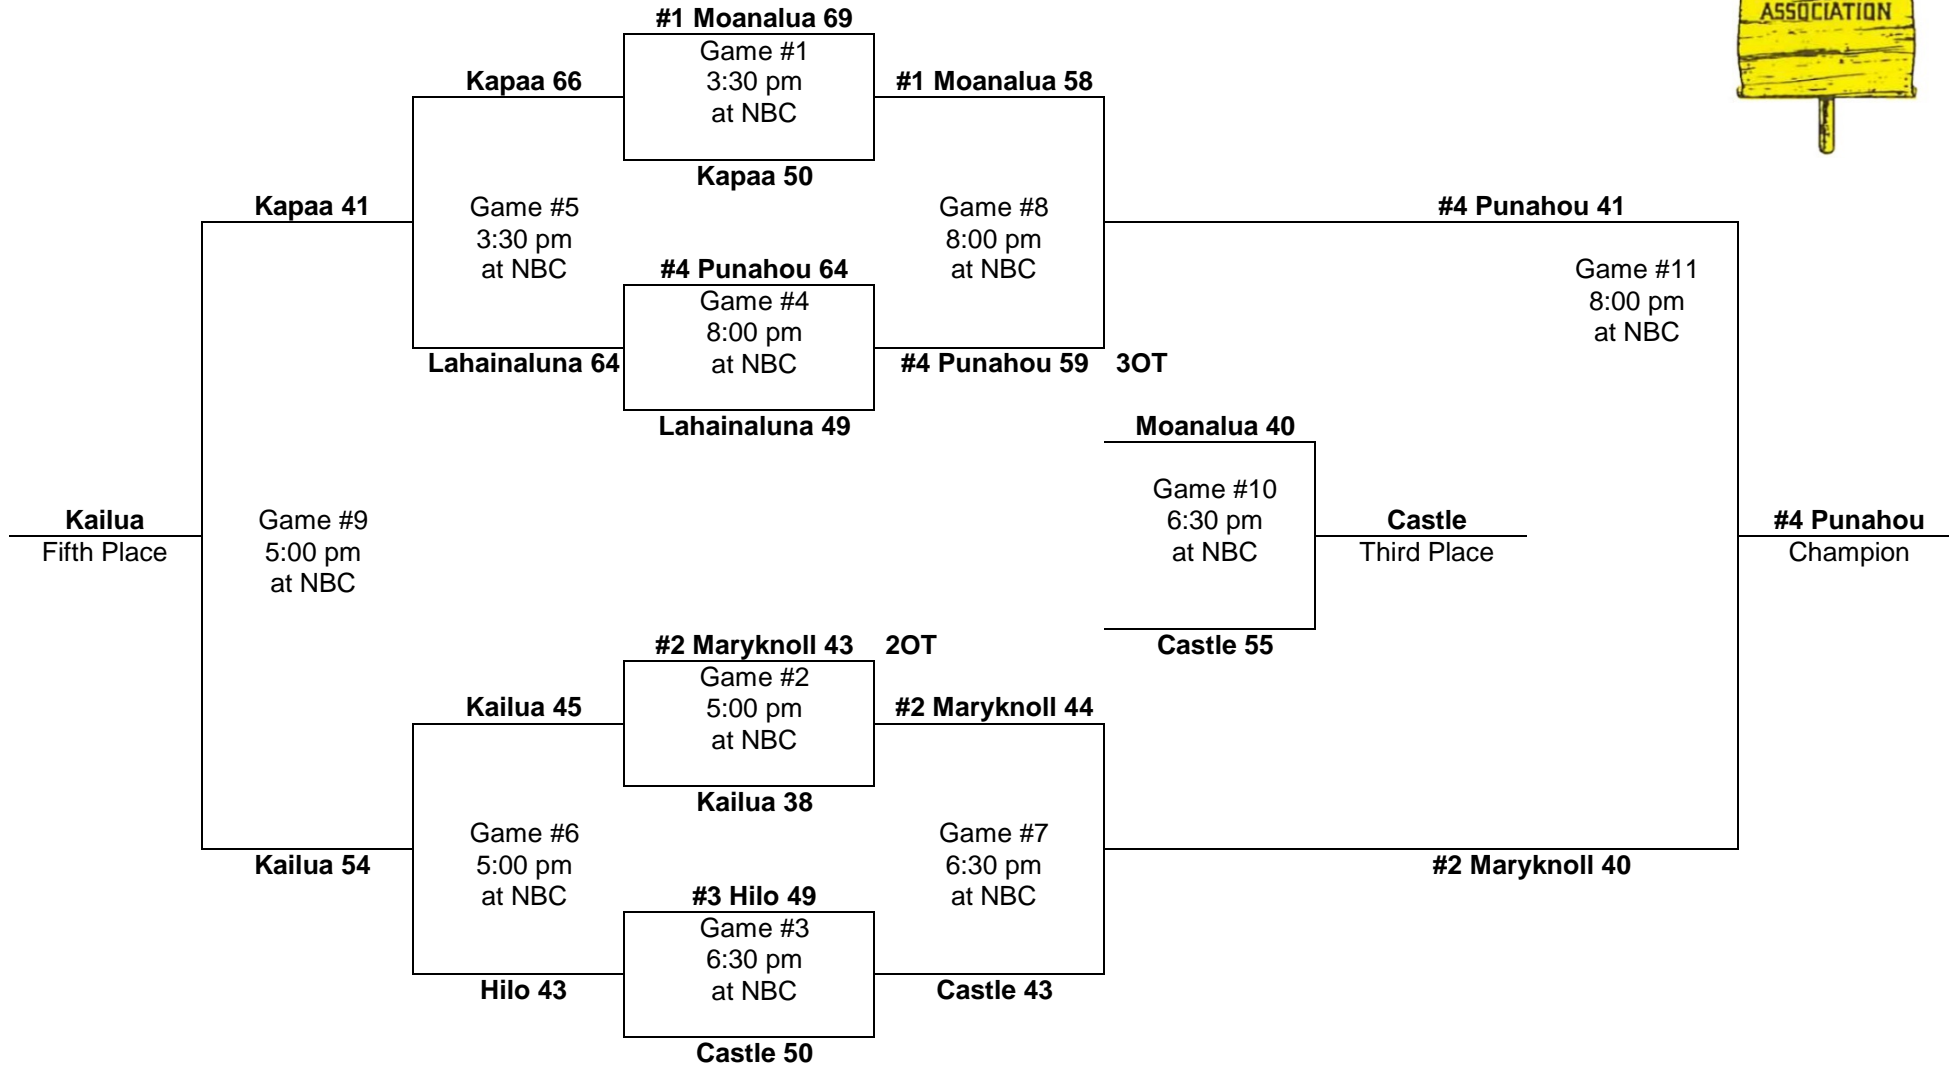 ASSOCIATION
#1 Moanalua 69
Game #1
3:30 pm
at NBC
Kapaa 50
Kapaa 66
#1 Moanalua 58
Kapaa 41
Game #5
3:30 pm
at NBC
Game #8
8:00 pm
at NBC
#4 Punahou 41
#4 Punahou 64
Game #4
8:00 pm
at NBC
Lahainaluna 49
Lahainaluna 64
#4 Punahou 59 3OT
Game #11
8:00 pm
at NBC
Moanalua 40
Game #10
6:30 pm
at NBC
Castle 55
Castle
Third Place
#4 Punahou
Champion
Kailua
Fifth Place
Game #9
5:00 pm
at NBC
#2 Maryknoll 43 2OT
Game #2
5:00 pm
at NBC
Kailua 38
Kailua 45
#2 Maryknoll 44
Kailua 54
Game #6
5:00 pm
at NBC
Game #7
6:30 pm
at NBC
#2 Maryknoll 40
#3 Hilo 49
Game #3
6:30 pm
at NBC
Castle 50
Hilo 43
Castle 43